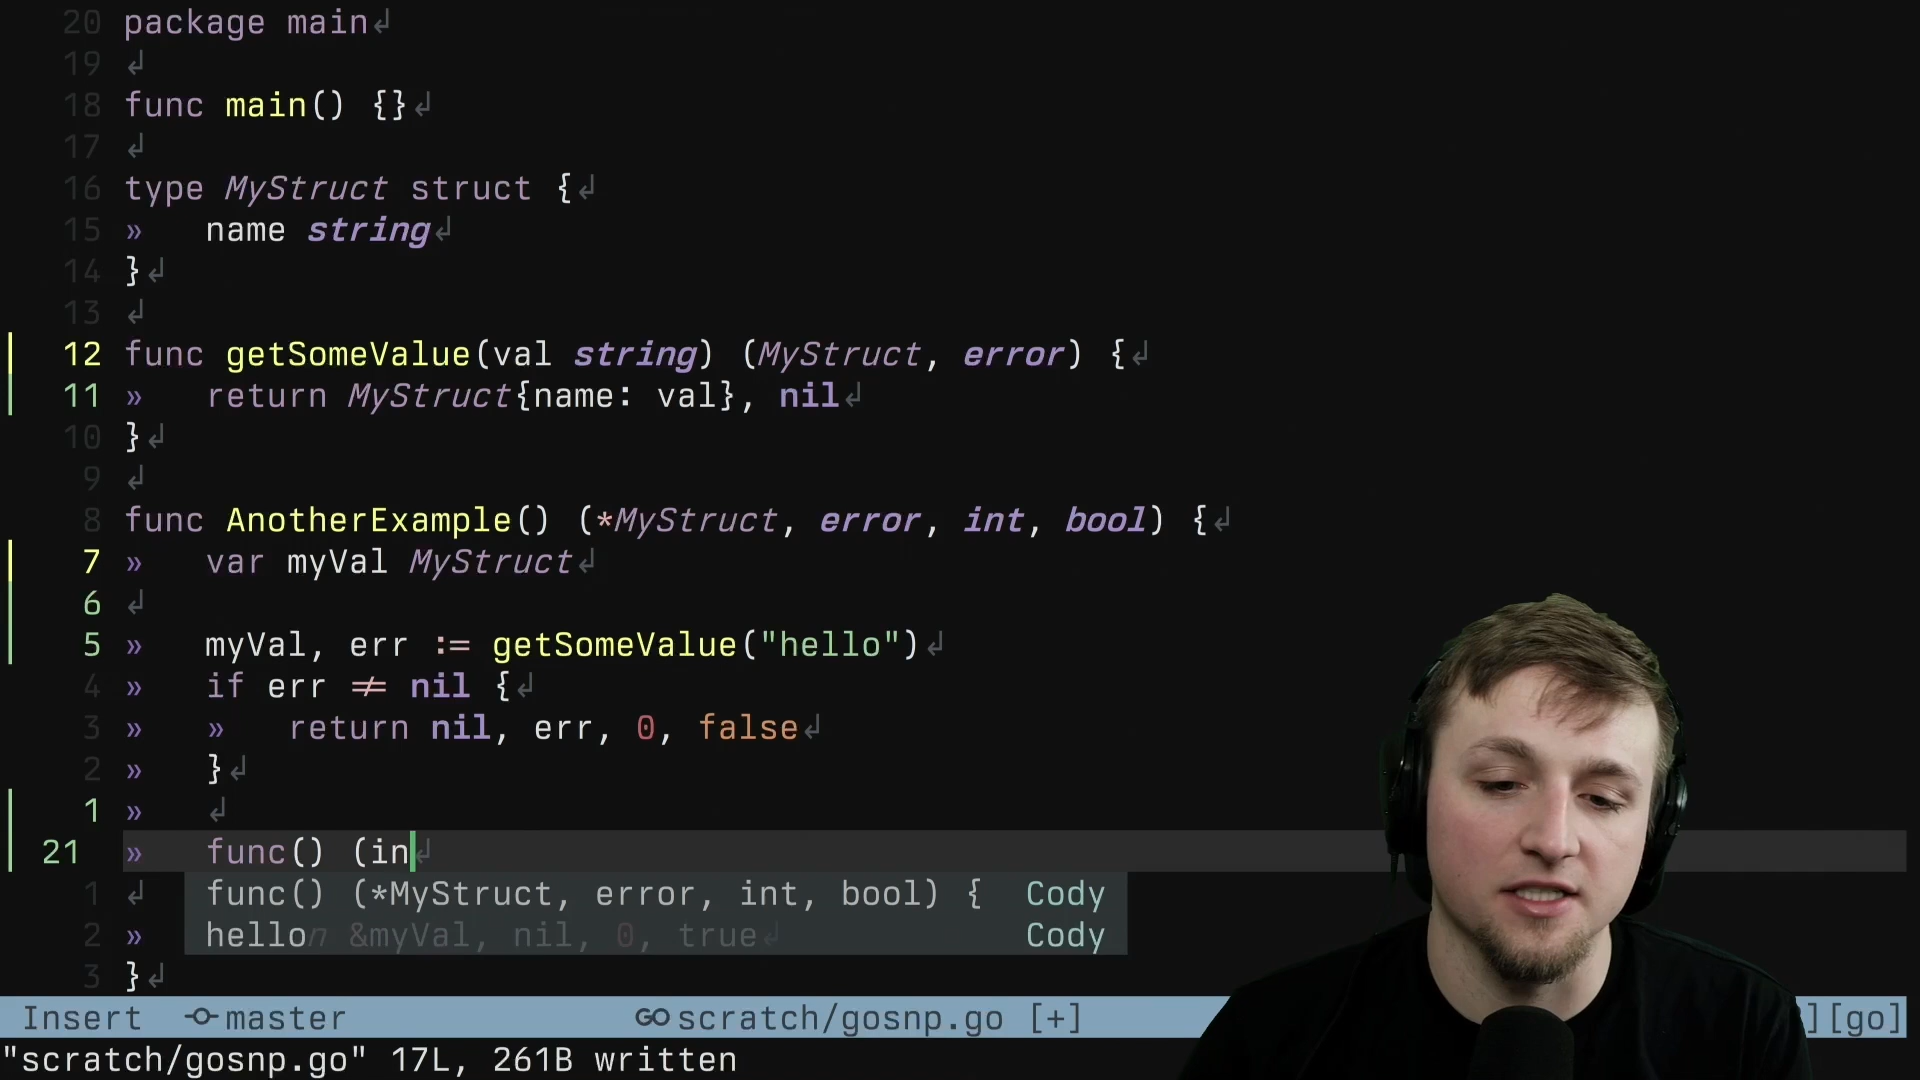 20 package main
19
18 func main() {}
17
16 type MyStruct struct {
15 » name string
14 }
13
12 func getSomeValue(val string) (MyStruct, error) {
11 » return MyStruct{name: val}, nil
10 }
9
8 func AnotherExample() (*MyStruct, error, int, bool) {
7 » var myVal MyStruct
6
5 » myVal, err := getSomeValue("hello")
4 » if err ≠ nil {
3 » » return nil, err, 0, false
2 » }
1 »
21 » func() (in
1 func() (*MyStruct, error, int, bool) { Cody
2 » hellon &myVal, nil, 0, true Cody
3 }
Insert master scratch/gosnp.go [+] ][go]
"scratch/gosnp.go" 17L, 261B written